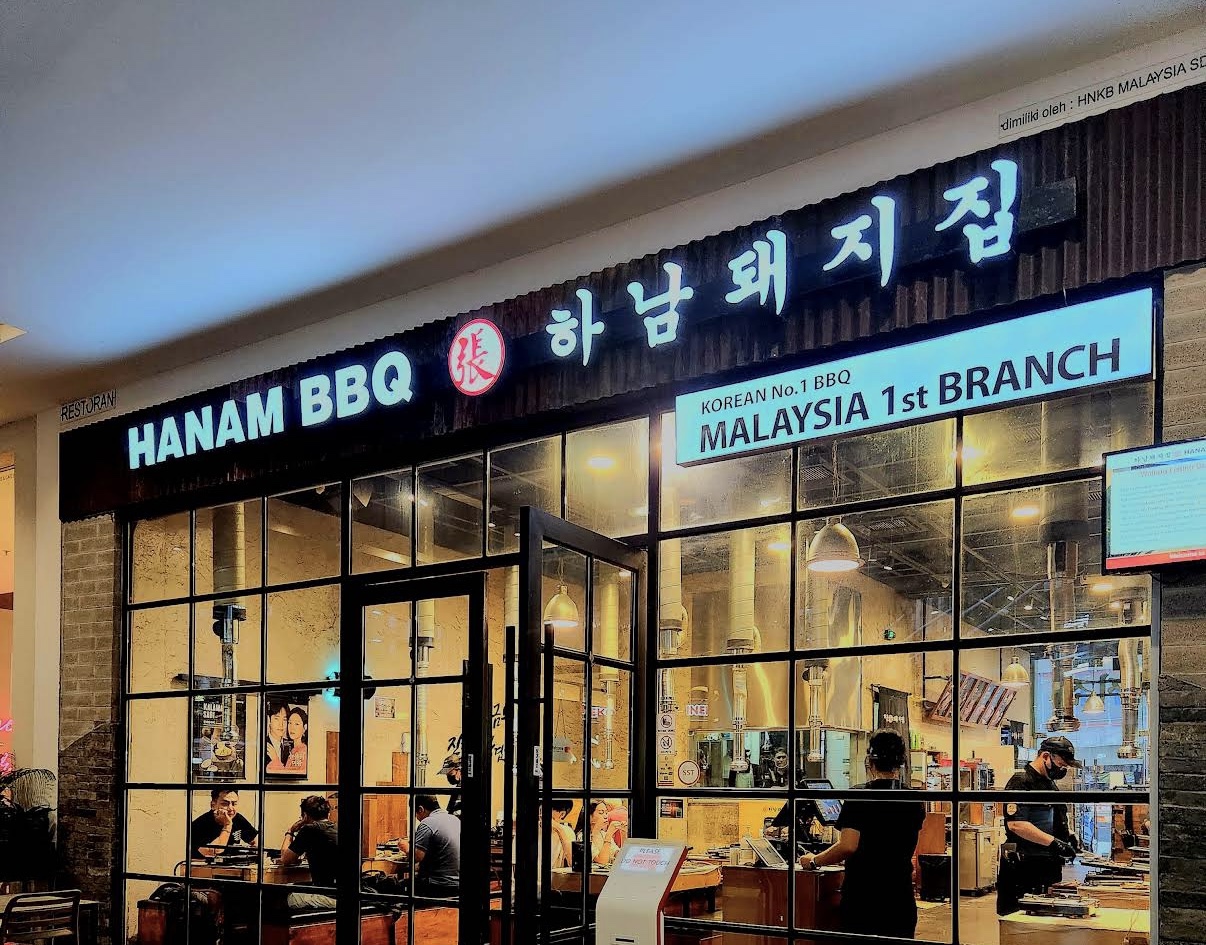 dimiliki oleh : HNKB MALAYSIA SD
RESTORAN
HANAM BBQ 張 하남돼지집
KOREAN No.1 BBQ
MALAYSIA 1st BRANCH
SST
PLEASE
DO NOT TOUCH